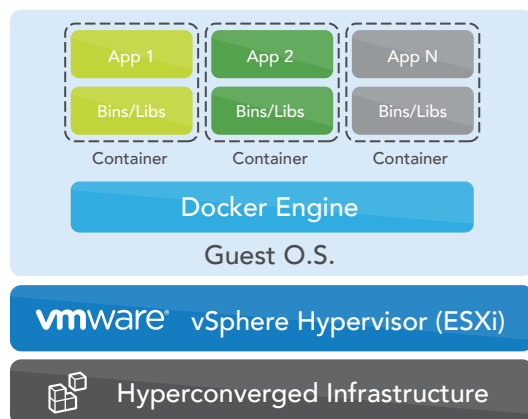 App 1 App 2 App N
Bins/Libs Bins/Libs Bins/Libs
Container Container Container
Docker Engine
Guest O.S.
vmware® vSphere Hypervisor (ESXi)
Hyperconverged Infrastructure